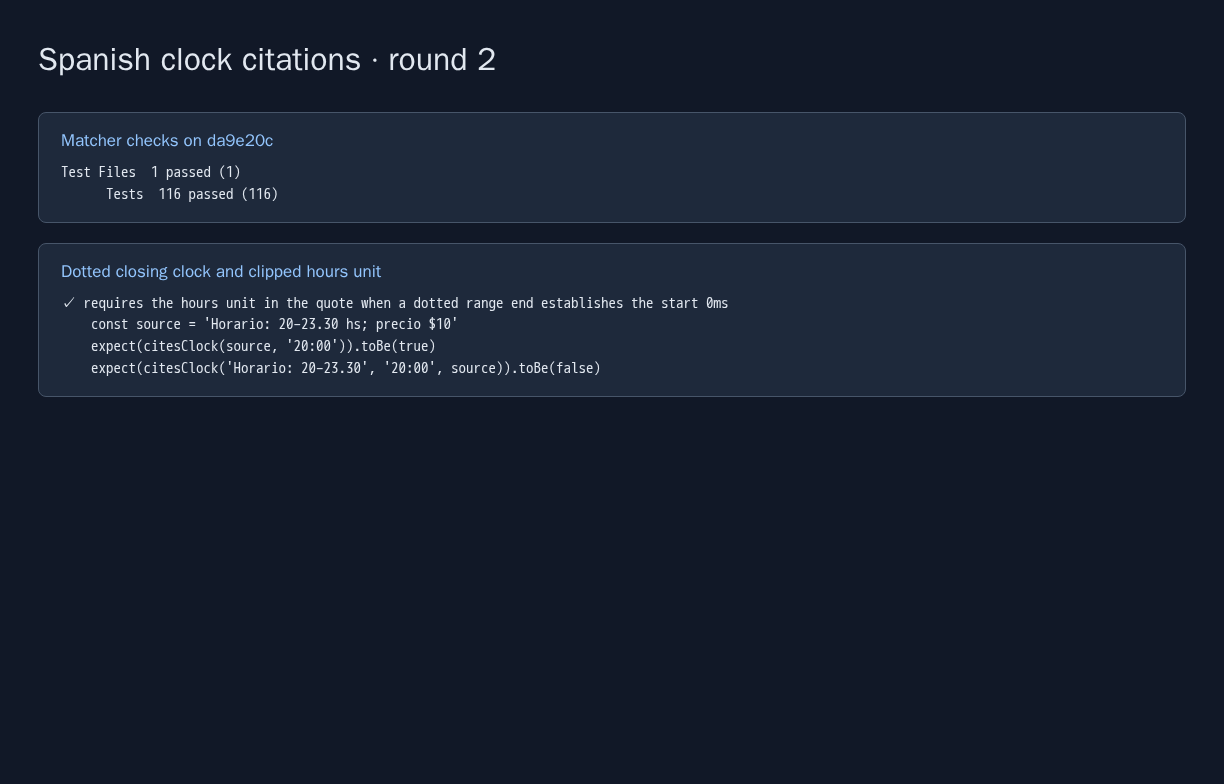 Spanish clock citations · round 2
Matcher checks on da9e20c
Test Files  1 passed (1)
      Tests  116 passed (116)
Dotted closing clock and clipped hours unit
✓ requires the hours unit in the quote when a dotted range end establishes the start 0ms
    const source = 'Horario: 20–23.30 hs; precio $10'
    expect(citesClock(source, '20:00')).toBe(true)
    expect(citesClock('Horario: 20–23.30', '20:00', source)).toBe(false)